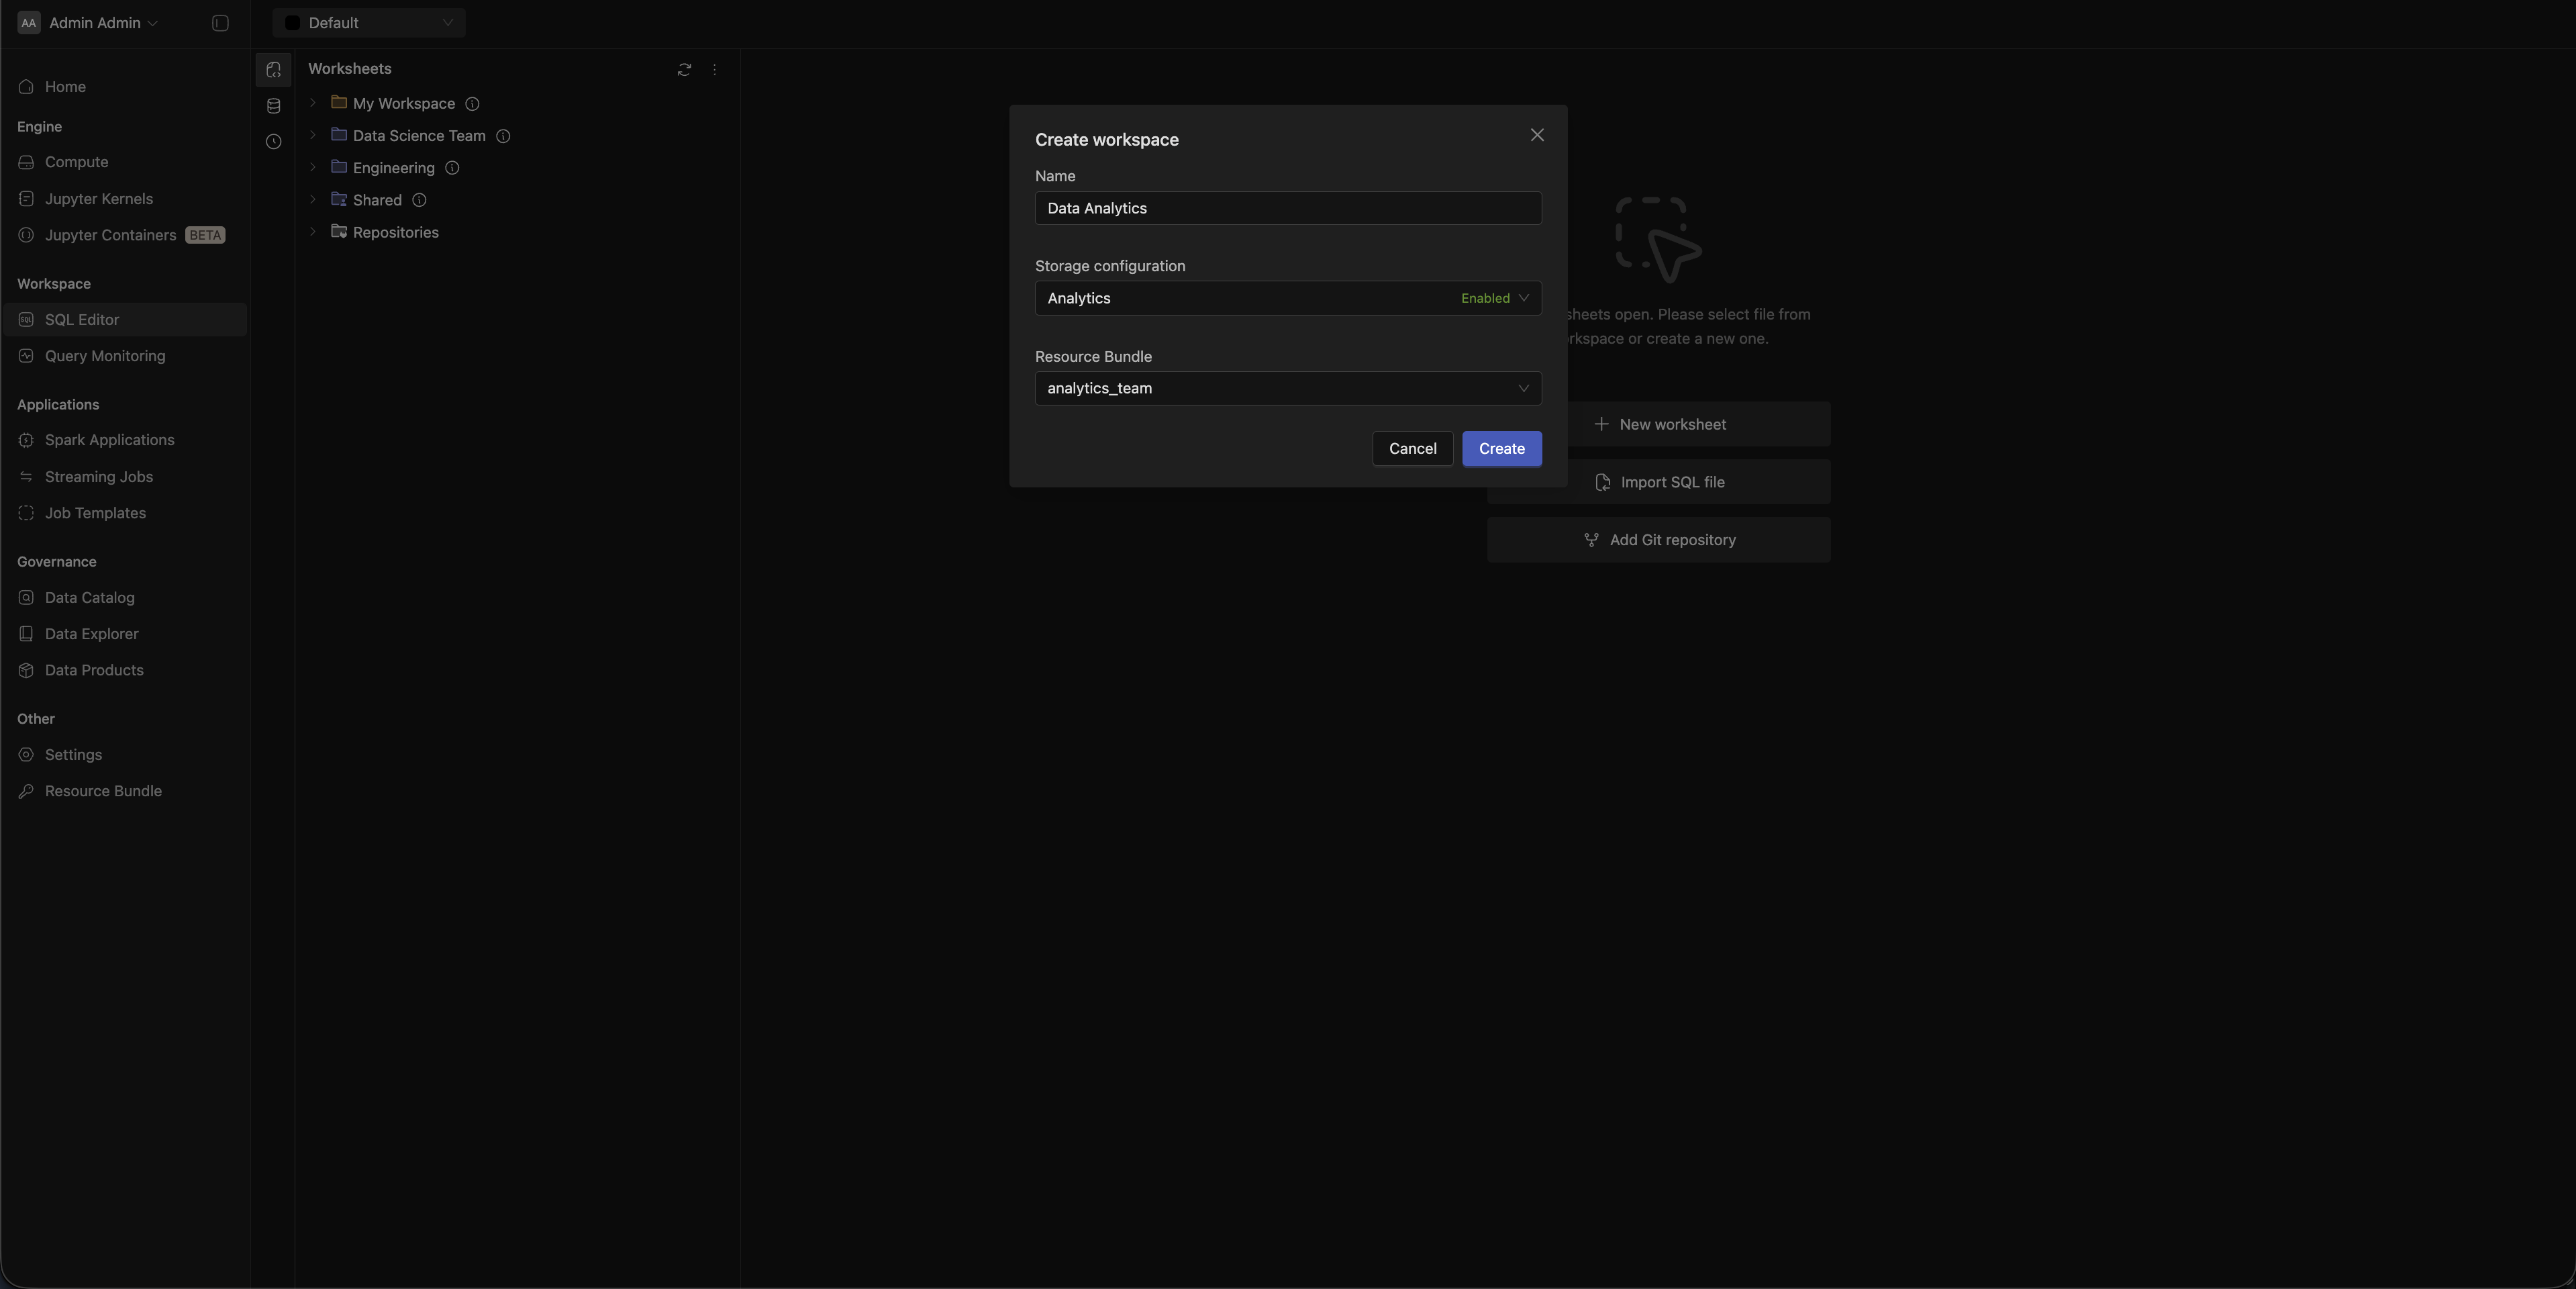 AA Admin Admin
Default
Home
Engine
Compute
Jupyter Kernels
Jupyter Containers BETA
Workspace
SQL Editor
Query Monitoring
Applications
Spark Applications
Streaming Jobs
Job Templates
Governance
Data Catalog
Data Explorer
Data Products
Other
Settings
Resource Bundle
Worksheets
My Workspace
Data Science Team
Engineering
Shared
Repositories
Create workspace
Name
Data Analytics
Storage configuration
Analytics Enabled
Resource Bundle
analytics_team
Cancel Create
sheets open. Please select file from
rkspace or create a new one.
New worksheet
Import SQL file
Add Git repository